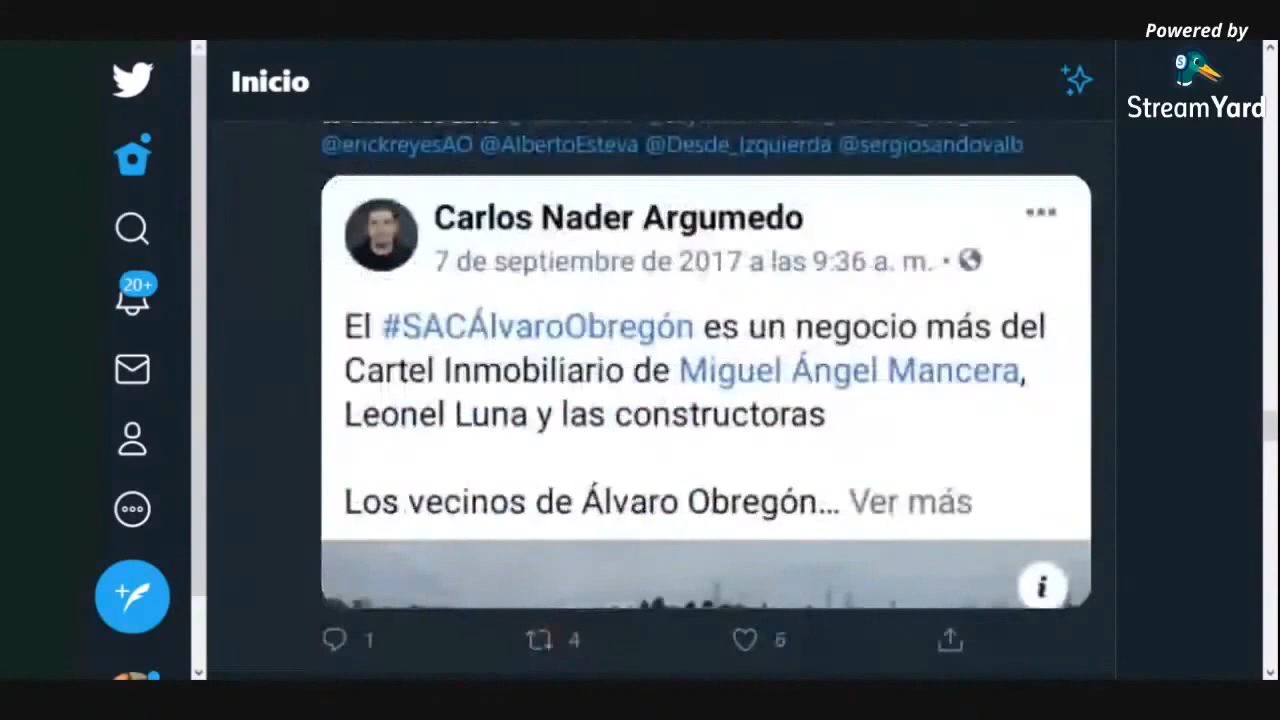 Powered by
StreamYard
Inicio
@erickreyesAO @AlbertoEsteva @Desde_Izquierda @sergiosandovalb
Carlos Nader Argumedo
7 de septiembre de 2017 a las 9:36 a. m. ·
El #SACÁlvaroObregón es un negocio más del
Cartel Inmobiliario de Miguel Ángel Mancera,
Leonel Luna y las constructoras
Los vecinos de Álvaro Obregón... Ver más
20+
i
1
4
6